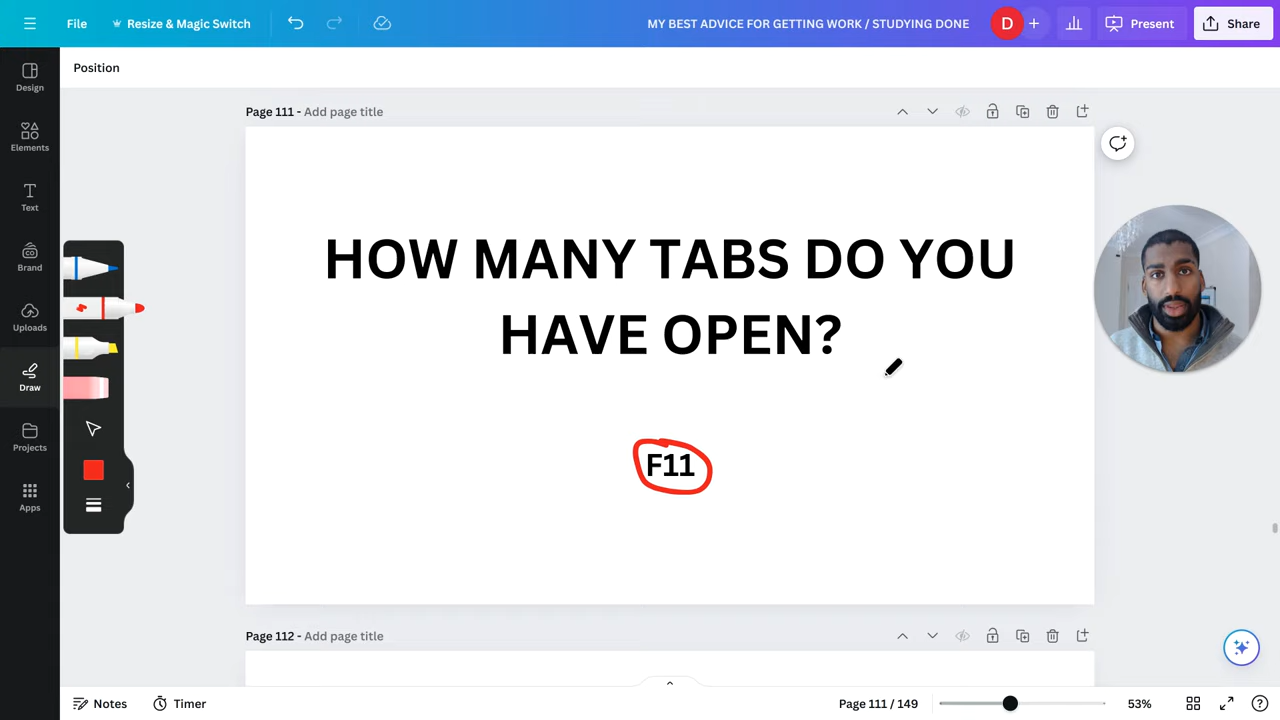 File
Resize & Magic Switch
MY BEST ADVICE FOR GETTING WORK / STUDYING DONE
D
+
Present
Share
Position
Design
Elements
Text
Brand
Uploads
Draw
Projects
Apps
Page 111 - Add page title
HOW MANY TABS DO YOU
HAVE OPEN?
F11
Page 112 - Add page title
Notes
Timer
Page 111 / 149
53%
?